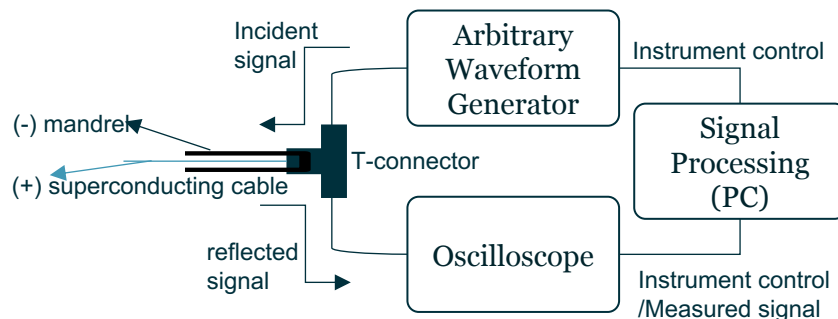 Incident
signal
Arbitrary
Waveform
Generator
Instrument control
(-) mandrel
T-connector
(+) superconducting cable
Signal
Processing
(PC)
reflected
signal
Oscilloscope
Instrument control
/Measured signal